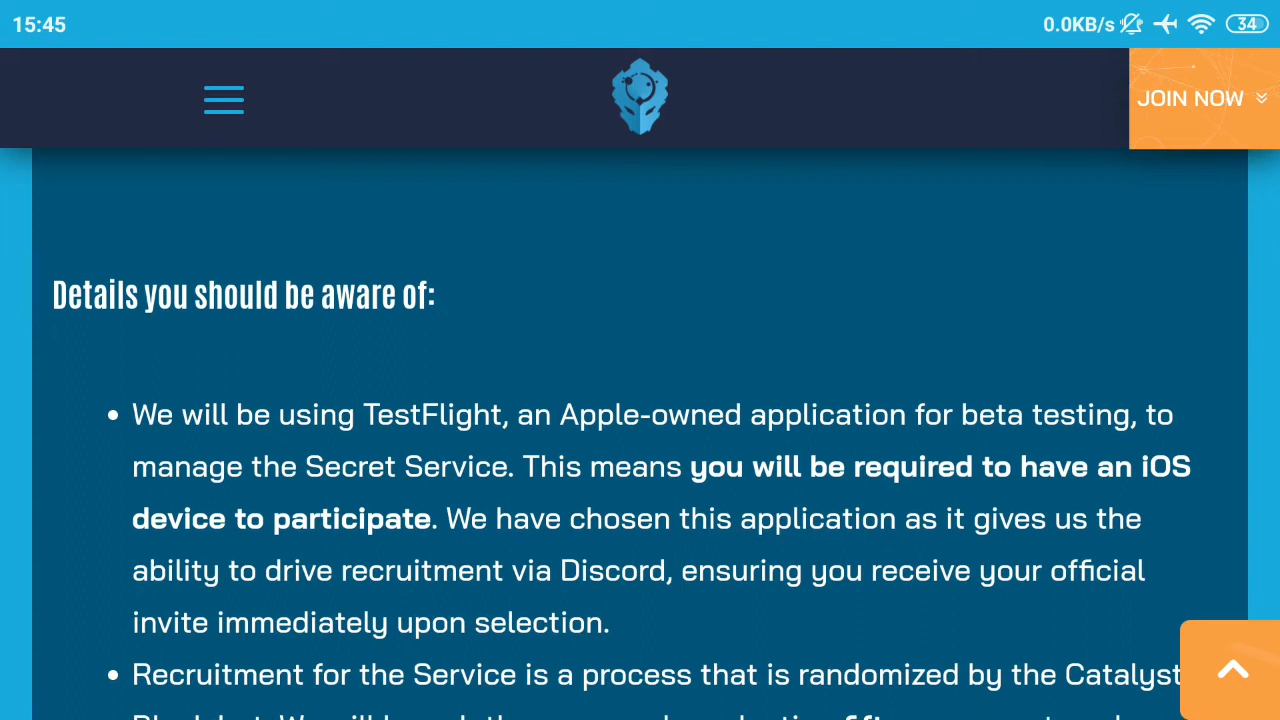 15:45
0.0KB/s
34
JOIN NOW
Details you should be aware of:
• We will be using TestFlight, an Apple-owned application for beta testing, to
manage the Secret Service. This means you will be required to have an iOS
device to participate. We have chosen this application as it gives us the
ability to drive recruitment via Discord, ensuring you receive your official
invite immediately upon selection.
• Recruitment for the Service is a process that is randomized by the Catalyst